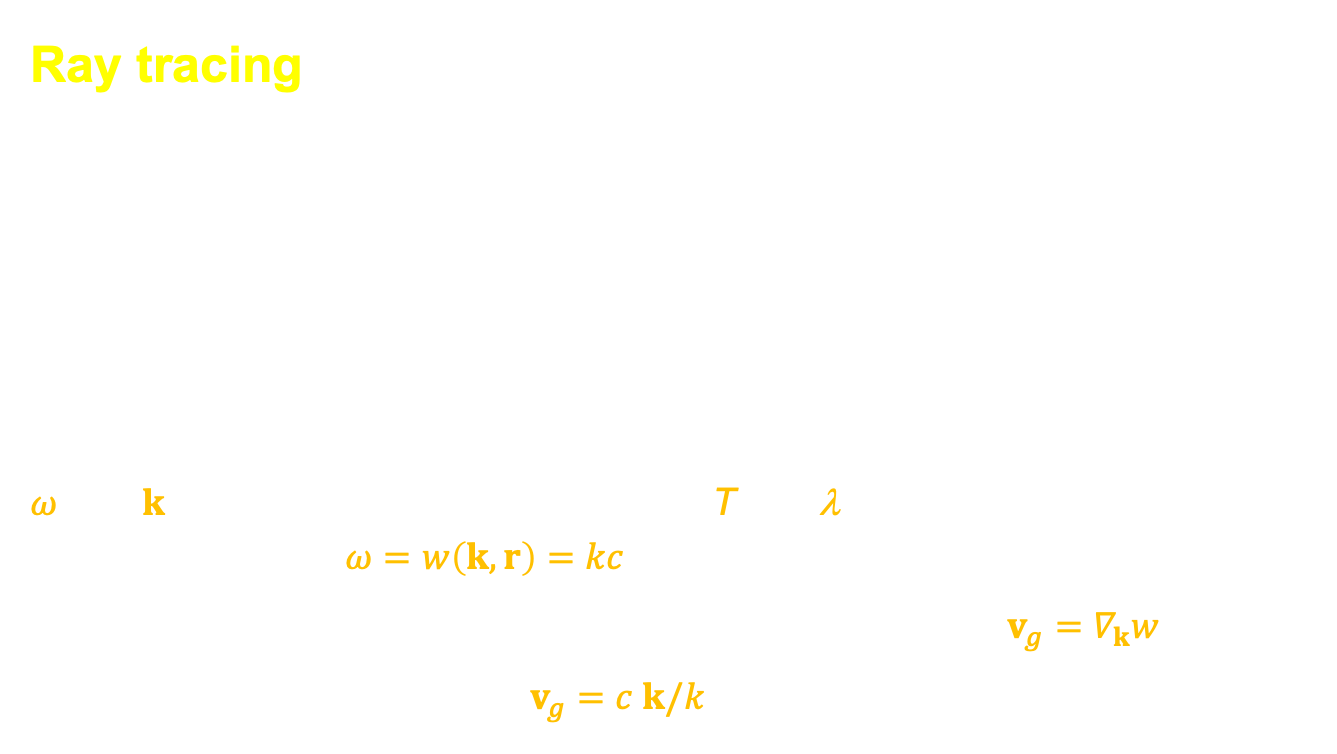 Ray tracing
ω k T λ
ω = w(k, r) = kc
v_g = ∇_k w
v_g = c k/k